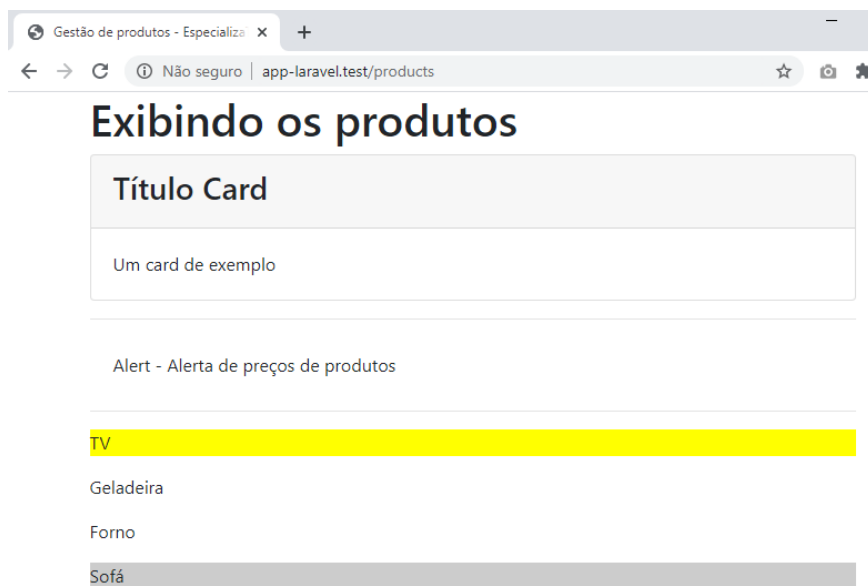 Gestão de produtos - Especializa
Não seguro | app-laravel.test/products
Exibindo os produtos
Título Card
Um card de exemplo
Alert - Alerta de preços de produtos
TV
Geladeira
Forno
Sofá